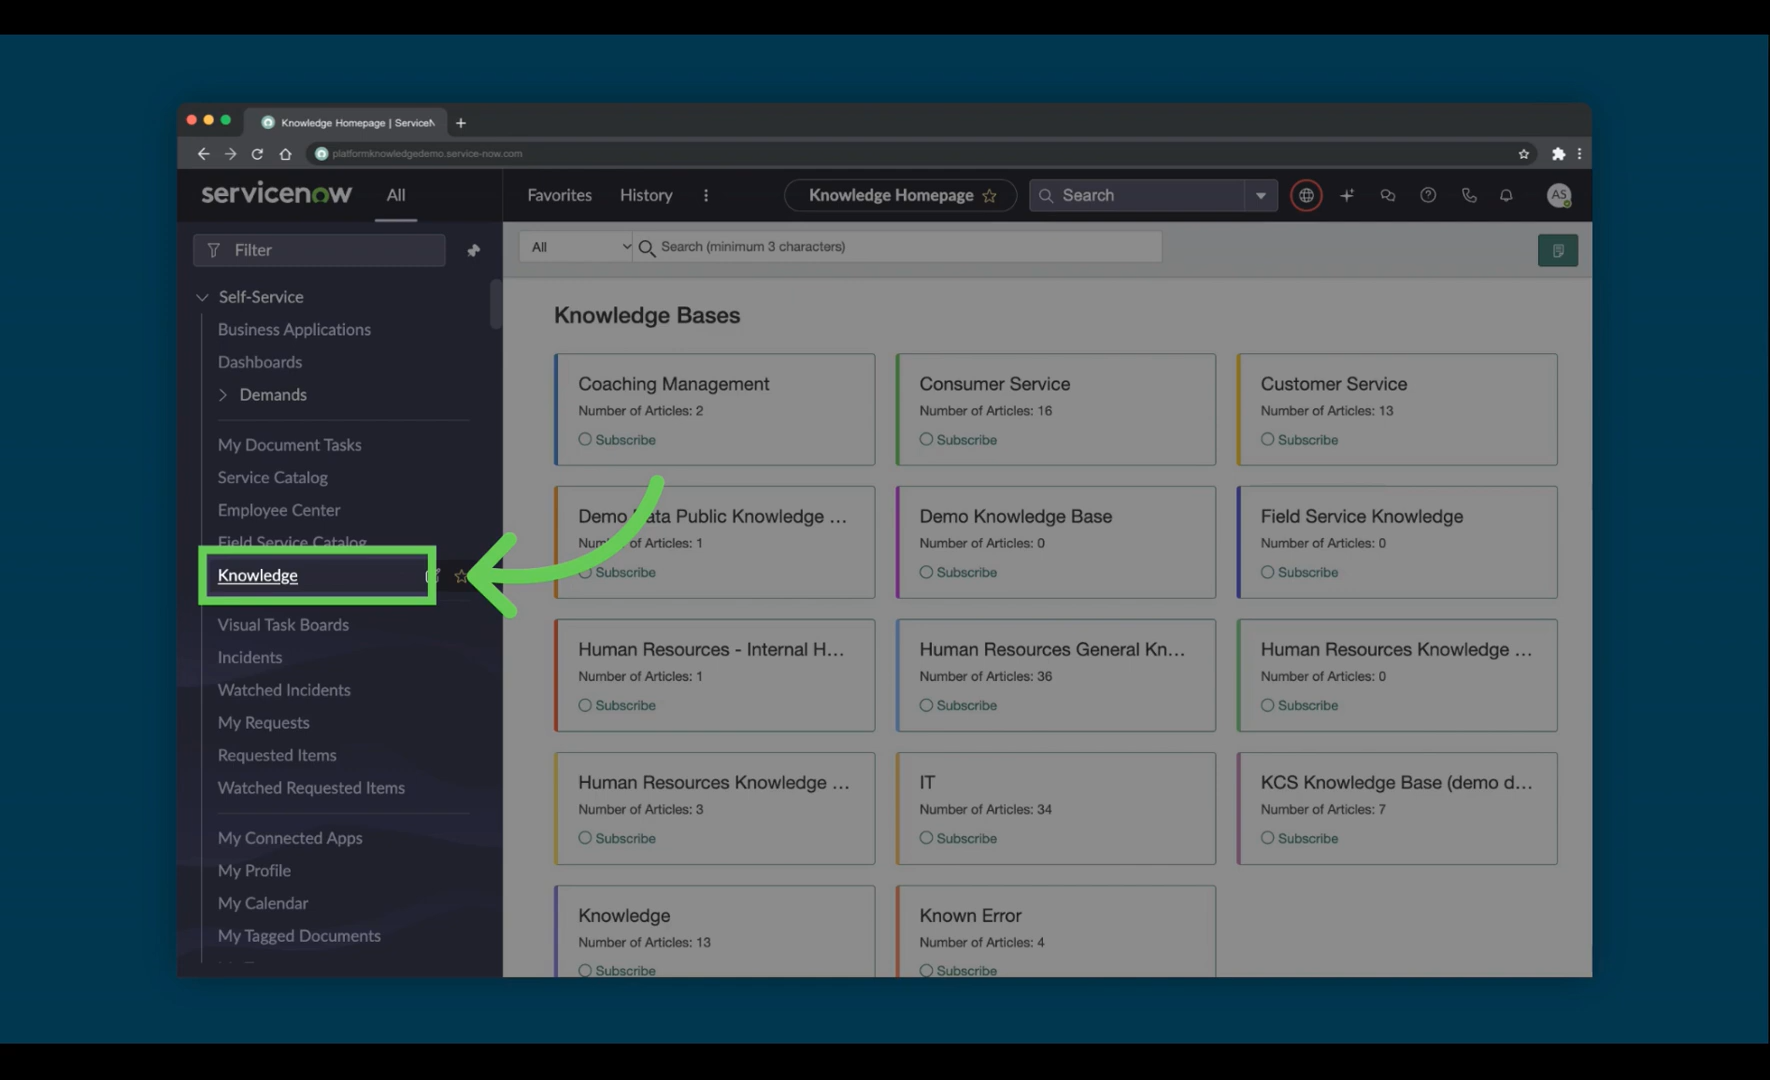 Knowledge Homepage | ServiceN
platformknowledgedemo.service-now.com
servicenow
All
Favorites
History
Knowledge Homepage
Search
AS
Filter
All
Search (minimum 3 characters)
Self-Service
Business Applications
Dashboards
Demands
My Document Tasks
Service Catalog
Employee Center
Field Service Catalog
Knowledge
Visual Task Boards
Incidents
Watched Incidents
My Requests
Requested Items
Watched Requested Items
My Connected Apps
My Profile
My Calendar
My Tagged Documents
Knowledge Bases
Coaching Management
Number of Articles: 2
Subscribe
Consumer Service
Number of Articles: 16
Subscribe
Customer Service
Number of Articles: 13
Subscribe
Demo Data Public Knowledge ...
Number of Articles: 1
Subscribe
Demo Knowledge Base
Number of Articles: 0
Subscribe
Field Service Knowledge
Number of Articles: 0
Subscribe
Human Resources - Internal H...
Number of Articles: 1
Subscribe
Human Resources General Kn...
Number of Articles: 36
Subscribe
Human Resources Knowledge ...
Number of Articles: 0
Subscribe
Human Resources Knowledge ...
Number of Articles: 3
Subscribe
IT
Number of Articles: 34
Subscribe
KCS Knowledge Base (demo d...
Number of Articles: 7
Subscribe
Knowledge
Number of Articles: 13
Subscribe
Known Error
Number of Articles: 4
Subscribe